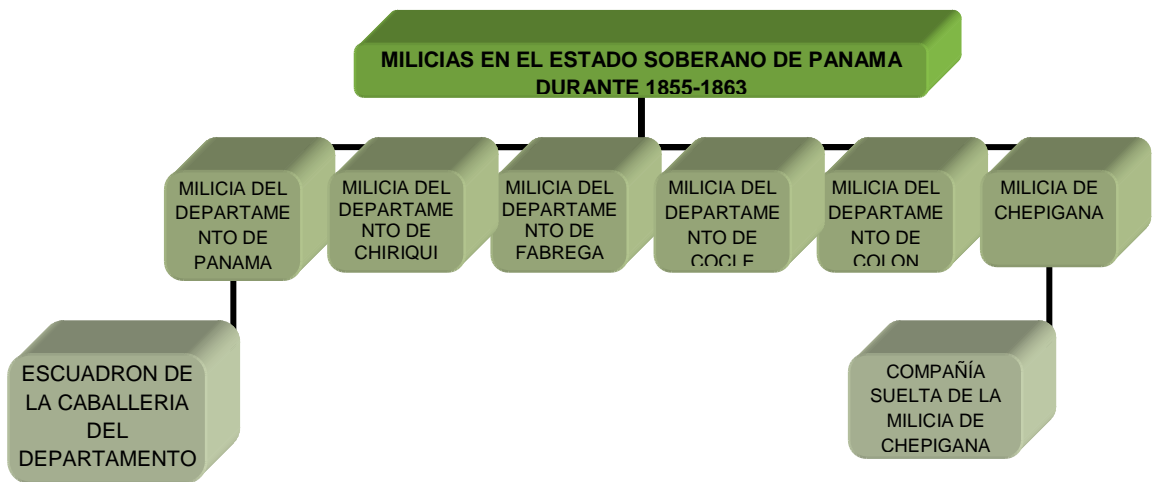 MILICIAS EN EL ESTADO SOBERANO DE PANAMA
DURANTE 1855-1863
MILICIA DEL
DEPARTAME
NTO DE
PANAMA
MILICIA DEL
DEPARTAME
NTO DE
CHIRIQUI
MILICIA DEL
DEPARTAME
NTO DE
FABREGA
MILICIA DEL
DEPARTAME
NTO DE
COCLE
MILICIA DEL
DEPARTAME
NTO DE
COLON
MILICIA DE
CHEPIGANA
ESCUADRON DE
LA CABALLERIA
DEL
DEPARTAMENTO
COMPAÑÍA
SUELTA DE LA
MILICIA DE
CHEPIGANA